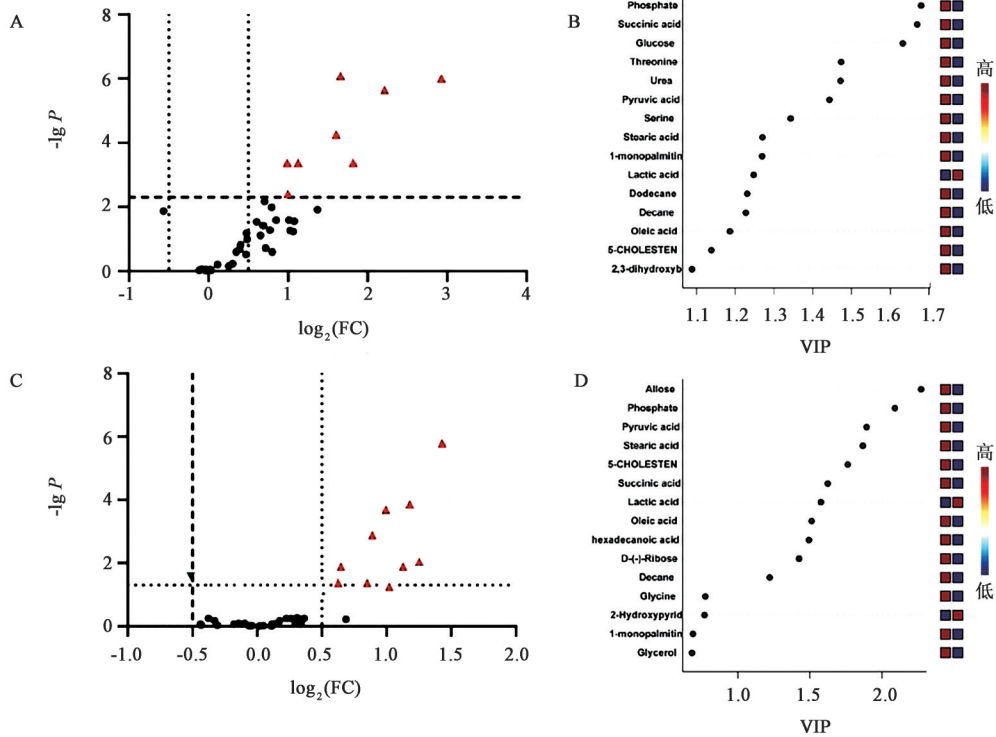 A
8
6
4
2
0
-lg P
-1
0
1
2
3
4
log2(FC)
B
Phosphate
Succinic acid
Glucose
Threonine
Urea
Pyruvic acid
Serine
Stearic acid
1-monopalmitin
Lactic acid
Dodecane
Decane
Oleic acid
5-CHOLESTEN
2,3-dihydroxyb
1.1
1.2
1.3
1.4
1.5
1.6
1.7
VIP
高
低
C
8
6
4
2
0
-lg P
-1.0
-0.5
0.0
0.5
1.0
1.5
2.0
log2(FC)
D
Allose
Phosphate
Pyruvic acid
Stearic acid
5-CHOLESTEN
Succinic acid
Lactic acid
Oleic acid
hexadecanoic acid
D-(-)-Ribose
Decane
Glycine
2-Hydroxypyrid
1-monopalmitin
Glycerol
1.0
1.5
2.0
VIP
高
低